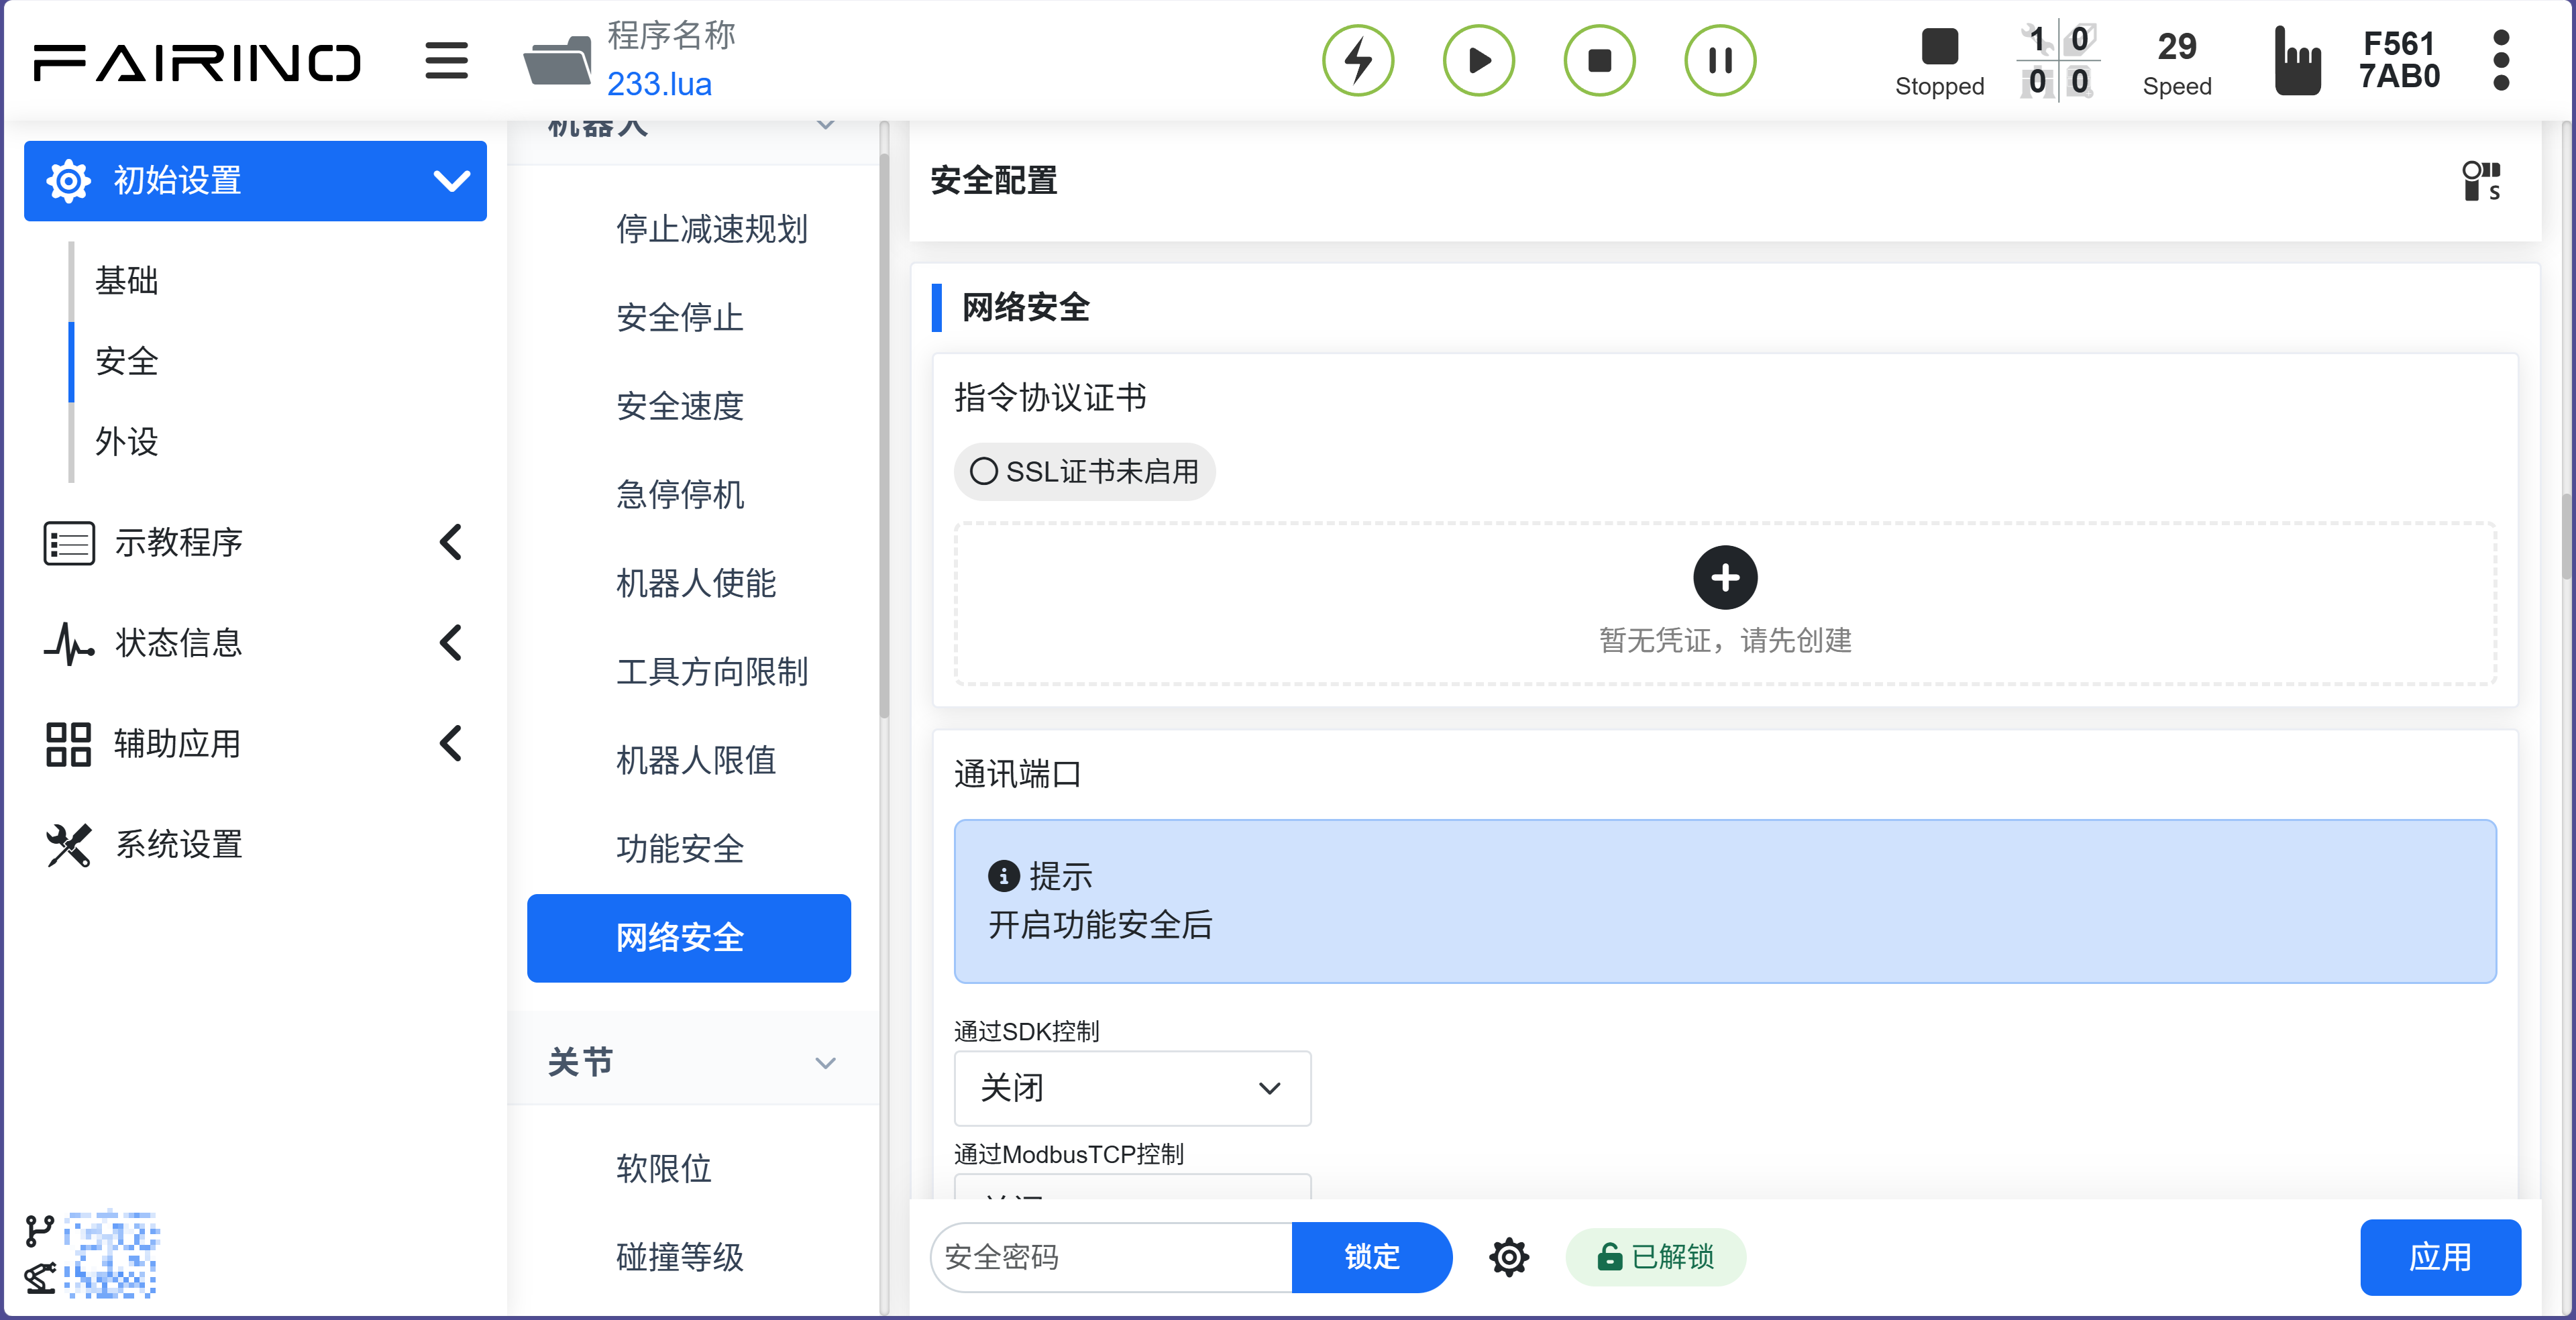 FAIRINO
程序名称
233.lua
Stopped
1 0
0 0
29
Speed
F561
7AB0
初始设置
基础
安全
外设
示教程序
状态信息
辅助应用
系统设置
机器人
停止减速规划
安全停止
安全速度
急停停机
机器人使能
工具方向限制
机器人限值
功能安全
网络安全
关节
软限位
碰撞等级
安全配置
S
网络安全
指令协议证书
SSL证书未启用
暂无凭证，请先创建
通讯端口
提示
开启功能安全后
通过SDK控制
关闭
通过ModbusTCP控制
安全密码
锁定
已解锁
应用